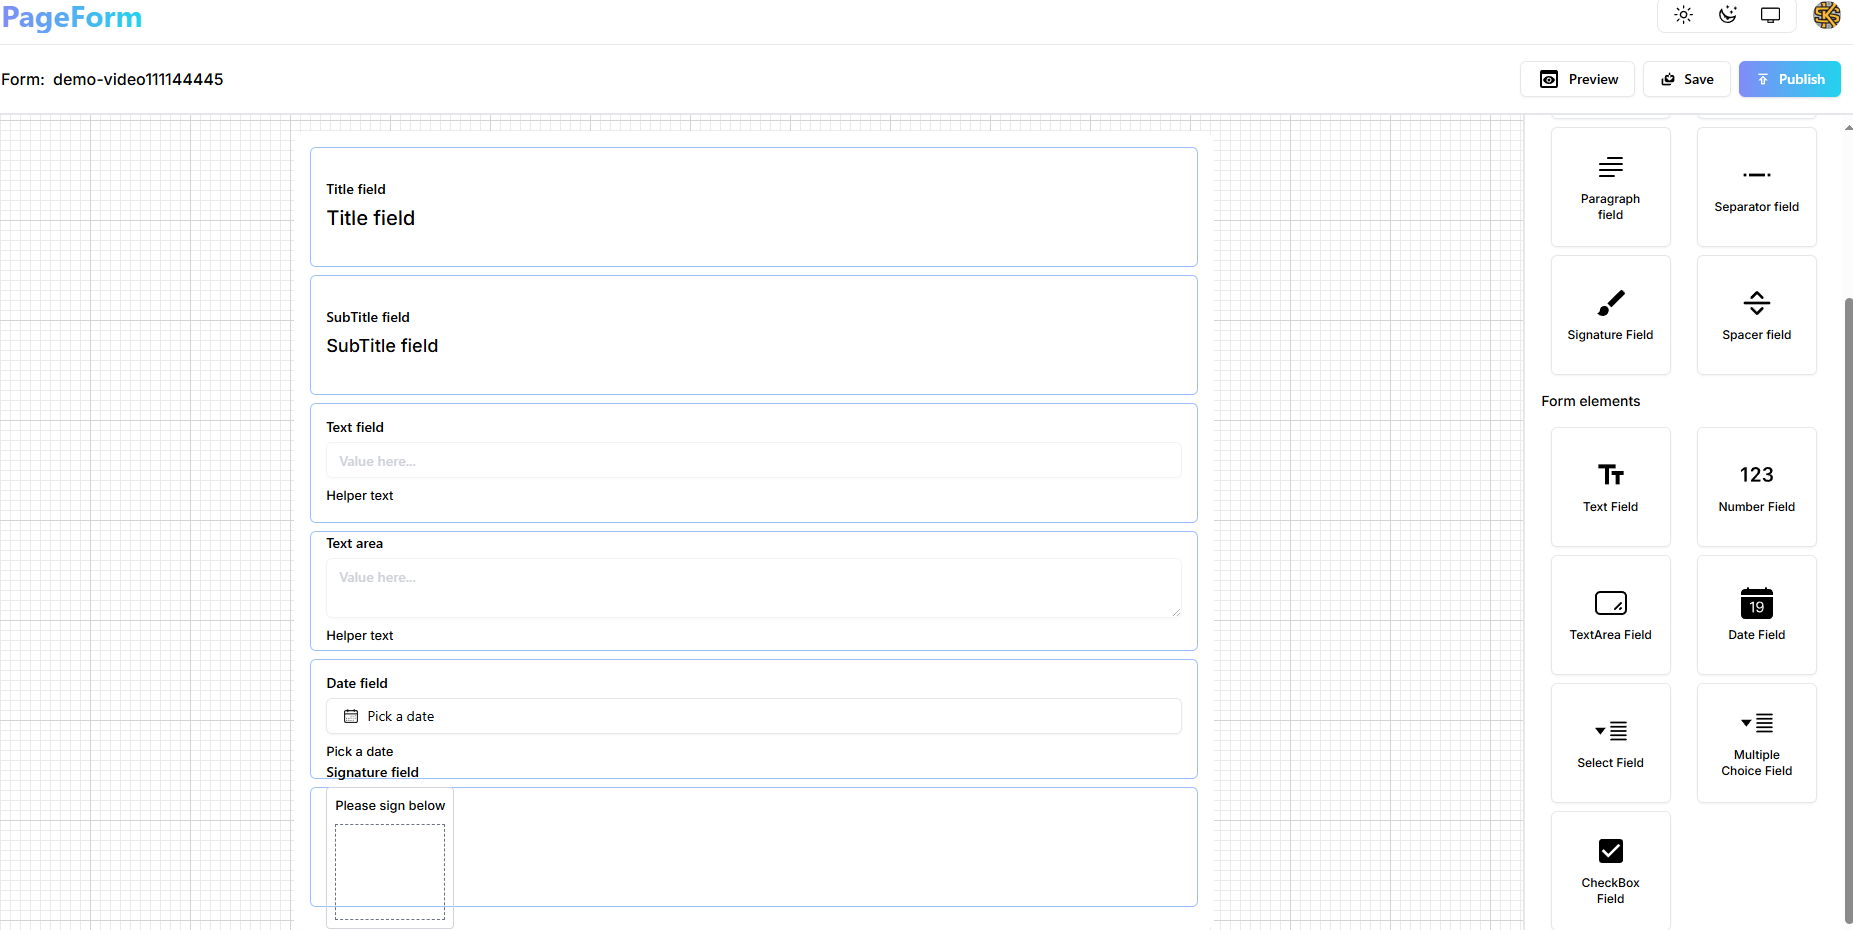 PageForm
Form: demo-video111144445
Preview
Save
Publish
Title field
Title field
SubTitle field
SubTitle field
Text field
Value here...
Helper text
Text area
Value here...
Helper text
Date field
Pick a date
Pick a date
Signature field
Please sign below
Paragraph
field
Separator field
Signature Field
Spacer field
Form elements
Text Field
123
Number Field
TextArea Field
19
Date Field
Select Field
Multiple
Choice Field
CheckBox
Field